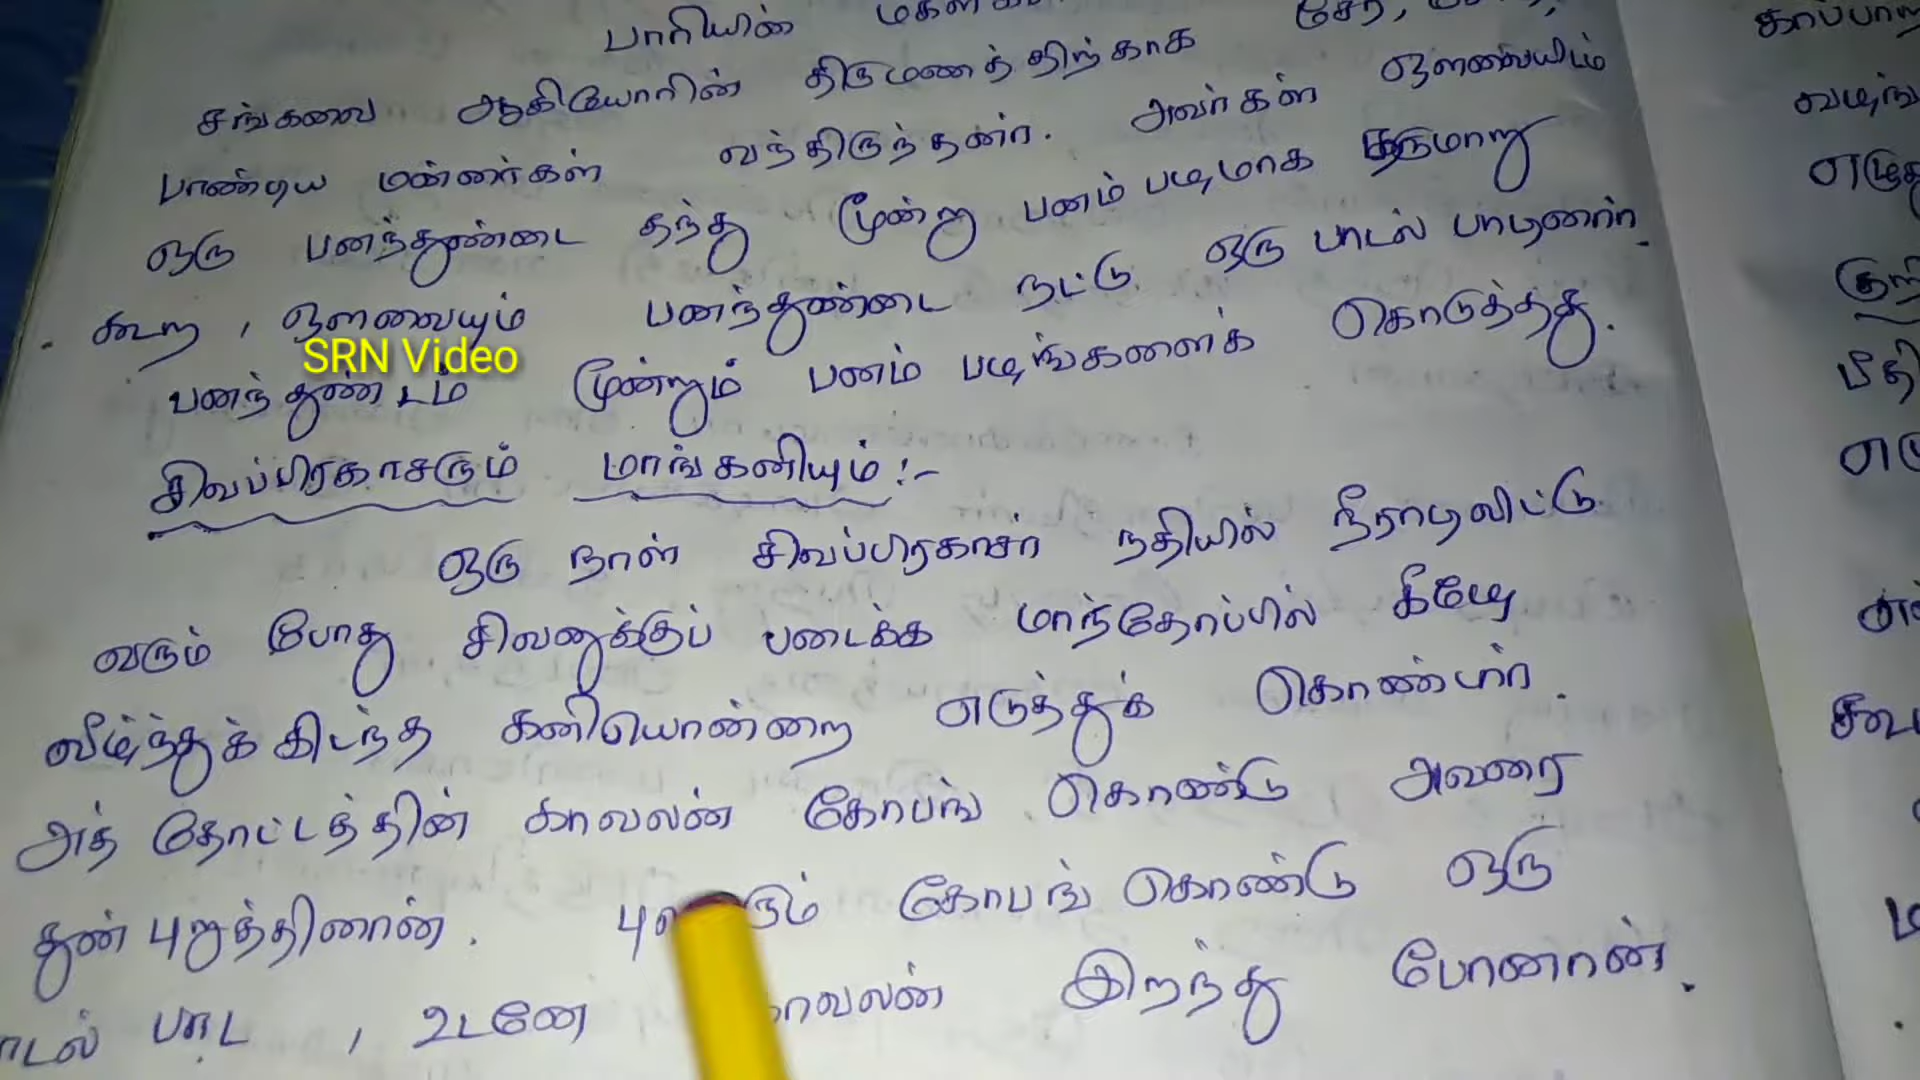 பாரியின் சேர,
சங்கவை ஆகியோரின் திருமணத்திற்காக
பாண்டிய மன்னர்கள் வந்திருந்தனர். அவர்கள் ஔவையிடம்
ஒரு பனந்துண்டை தந்து மூன்று பனம் படிமாக தருமாறு
கூற, ஔவையும் பனந்துண்டை நட்டு ஒரு பாடல் பாடினார்.
SRN Video
பனந்துண்டம் மூன்றும் பனம் படிங்களைக் கொடுத்தது.
சிவப்பிரகாசரும் மாங்கனியும்:-
ஒரு நாள் சிவப்பிரகாசர் நதியில் நீராடிவிட்டு
வரும் போது சிவனுக்குப் படைக்க மாந்தோப்பில் கீழே
வீழ்ந்துக் கிடந்த கனியொன்றை எடுத்துக் கொண்டார்.
அத் தோட்டத்தின் காவலன் கோபங் கொண்டு அவரை
துன் புறுத்தினான். கோபங் கொண்டு ஒரு
பாட, உடனே இறந்து போனான்.